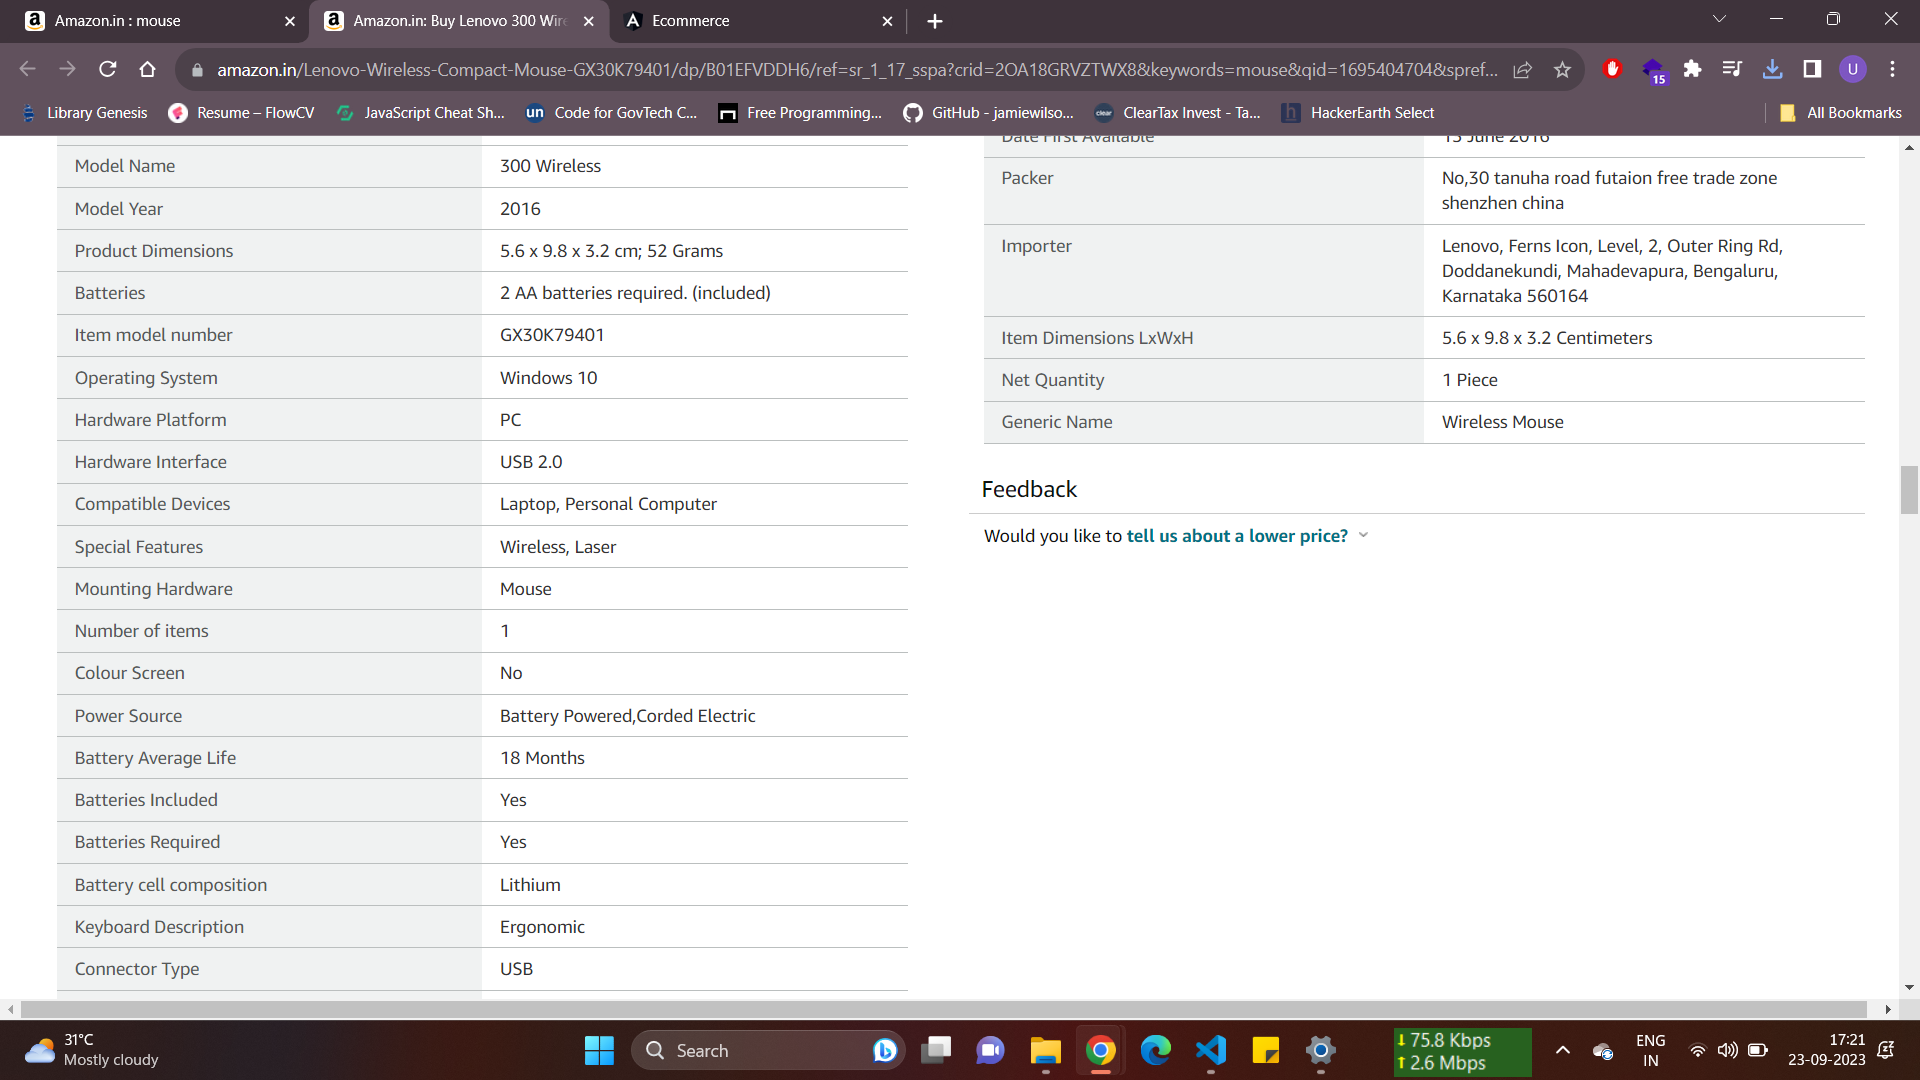 Amazon.in : mouse
Amazon.in: Buy Lenovo 300 Wire
Ecommerce
amazon.in/Lenovo-Wireless-Compact-Mouse-GX30K79401/dp/B01EFVDDH6/ref=sr_1_17_sspa?crid=2OA18GRVZTWX8&keywords=mouse&qid=1695404704&spref...
15
U
Library Genesis
Resume – FlowCV
JavaScript Cheat Sh...
un Code for GovTech C...
Free Programming...
GitHub - jamiewilso...
clear ClearTax Invest - Ta...
h HackerEarth Select
All Bookmarks
Model Name 300 Wireless
Model Year 2016
Product Dimensions 5.6 x 9.8 x 3.2 cm; 52 Grams
Batteries 2 AA batteries required. (included)
Item model number GX30K79401
Operating System Windows 10
Hardware Platform PC
Hardware Interface USB 2.0
Compatible Devices Laptop, Personal Computer
Special Features Wireless, Laser
Mounting Hardware Mouse
Number of items 1
Colour Screen No
Power Source Battery Powered,Corded Electric
Battery Average Life 18 Months
Batteries Included Yes
Batteries Required Yes
Battery cell composition Lithium
Keyboard Description Ergonomic
Connector Type USB
Date First Available 15 June 2016
Packer No,30 tanuha road futaion free trade zone
shenzhen china
Importer Lenovo, Ferns Icon, Level, 2, Outer Ring Rd,
Doddanekundi, Mahadevapura, Bengaluru,
Karnataka 560164
Item Dimensions LxWxH 5.6 x 9.8 x 3.2 Centimeters
Net Quantity 1 Piece
Generic Name Wireless Mouse
Feedback
Would you like to tell us about a lower price?
31°C
Mostly cloudy
Search
75.8 Kbps
2.6 Mbps
ENG
IN
17:21
23-09-2023